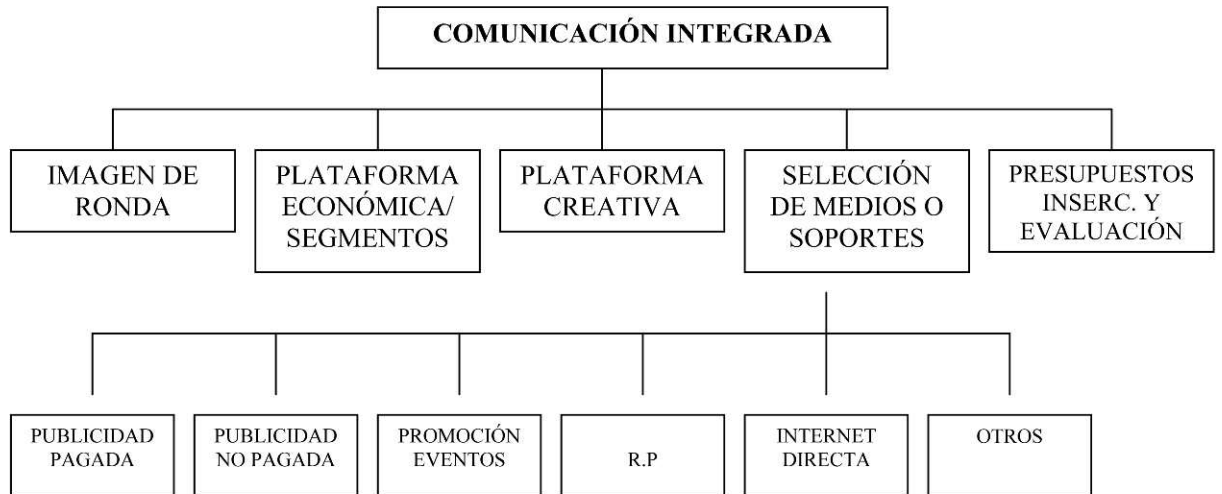 COMUNICACIÓN INTEGRADA
IMAGEN DE
RONDA
PLATAFORMA
ECONÓMICA/
SEGMENTOS
PLATAFORMA
CREATIVA
SELECCIÓN
DE MEDIOS O
SOPORTES
PRESUPUESTOS
INSERC. Y
EVALUACIÓN
PUBLICIDAD
PAGADA
PUBLICIDAD
NO PAGADA
PROMOCIÓN
EVENTOS
R.P
INTERNET
DIRECTA
OTROS